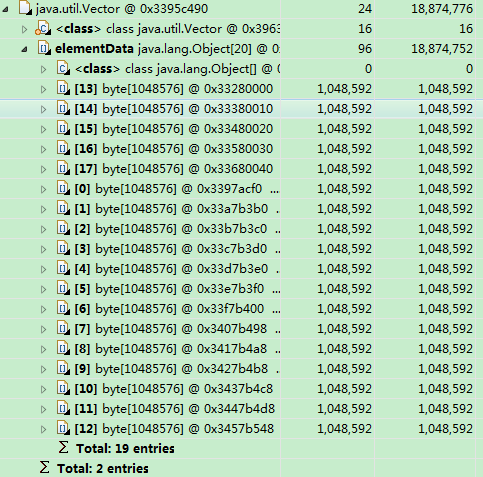 java.util.Vector @ 0x3395c490 24 18,874,776
<class> class java.util.Vector @ 0x3963 16 16
elementData java.lang.Object[20] @ 0... 96 18,874,752
<class> class java.lang.Object[] @ 0... 0 0
[13] byte[1048576] @ 0x33280000 1,048,592 1,048,592
[14] byte[1048576] @ 0x33380010 1,048,592 1,048,592
[15] byte[1048576] @ 0x33480020 1,048,592 1,048,592
[16] byte[1048576] @ 0x33580030 1,048,592 1,048,592
[17] byte[1048576] @ 0x33680040 1,048,592 1,048,592
[0] byte[1048576] @ 0x3397acf0 ... 1,048,592 1,048,592
[1] byte[1048576] @ 0x33a7b3b0 .. 1,048,592 1,048,592
[2] byte[1048576] @ 0x33b7b3c0 .. 1,048,592 1,048,592
[3] byte[1048576] @ 0x33c7b3d0 .. 1,048,592 1,048,592
[4] byte[1048576] @ 0x33d7b3e0 .. 1,048,592 1,048,592
[5] byte[1048576] @ 0x33e7b3f0 .. 1,048,592 1,048,592
[6] byte[1048576] @ 0x33f7b400 ... 1,048,592 1,048,592
[7] byte[1048576] @ 0x3407b498 .. 1,048,592 1,048,592
[8] byte[1048576] @ 0x3417b4a8 .. 1,048,592 1,048,592
[9] byte[1048576] @ 0x3427b4b8 .. 1,048,592 1,048,592
[10] byte[1048576] @ 0x3437b4c8 1,048,592 1,048,592
[11] byte[1048576] @ 0x3447b4d8 1,048,592 1,048,592
[12] byte[1048576] @ 0x3457b548 1,048,592 1,048,592
Σ Total: 19 entries
Σ Total: 2 entries